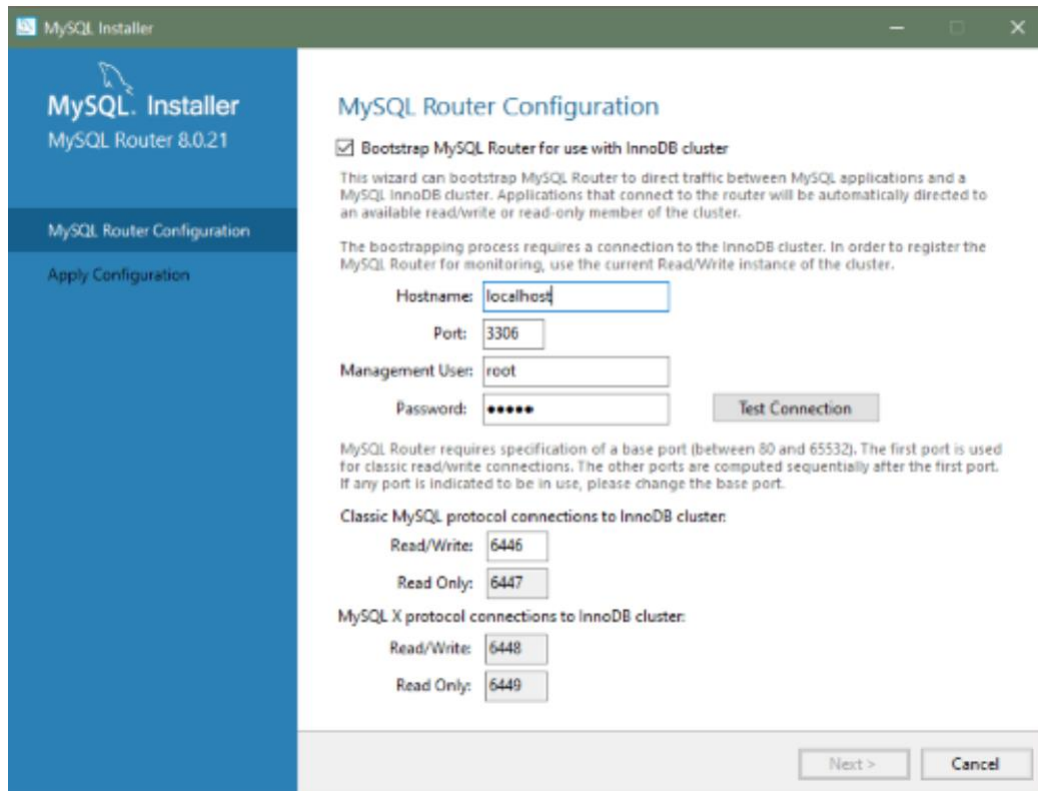 MySQL Installer
MySQL. Installer
MySQL Router 8.0.21
MySQL Router Configuration
Apply Configuration
MySQL Router Configuration
Bootstrap MySQL Router for use with InnoDB cluster
This wizard can bootstrap MySQL Router to direct traffic between MySQL applications and a
MySQL InnoDB cluster. Applications that connect to the router will be automatically directed to
an available read/write or read-only member of the cluster.
The boostrapping process requires a connection to the InnoDB cluster. In order to register the
MySQL Router for monitoring, use the current Read/Write instance of the cluster.
Hostname: localhost
Port: 3306
Management User: root
Password: •••••
Test Connection
MySQL Router requires specification of a base port (between 80 and 65532). The first port is used
for classic read/write connections. The other ports are computed sequentially after the first port.
If any port is indicated to be in use, please change the base port.
Classic MySQL protocol connections to InnoDB cluster:
Read/Write: 6446
Read Only: 6447
MySQL X protocol connections to InnoDB cluster:
Read/Write: 6448
Read Only: 6449
Next >
Cancel